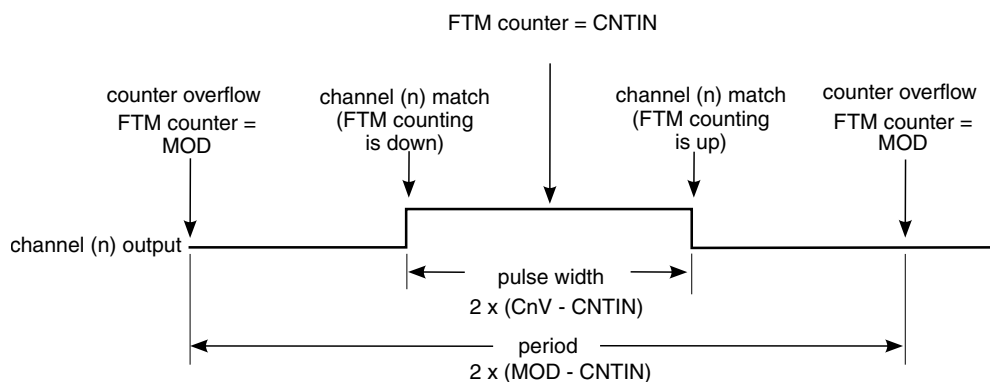 FTM counter = CNTIN
counter overflow
FTM counter =
MOD
channel (n) match
(FTM counting
is down)
channel (n) match
(FTM counting
is up)
counter overflow
FTM counter =
MOD
channel (n) output
pulse width
2 x (CnV - CNTIN)
period
2 x (MOD - CNTIN)